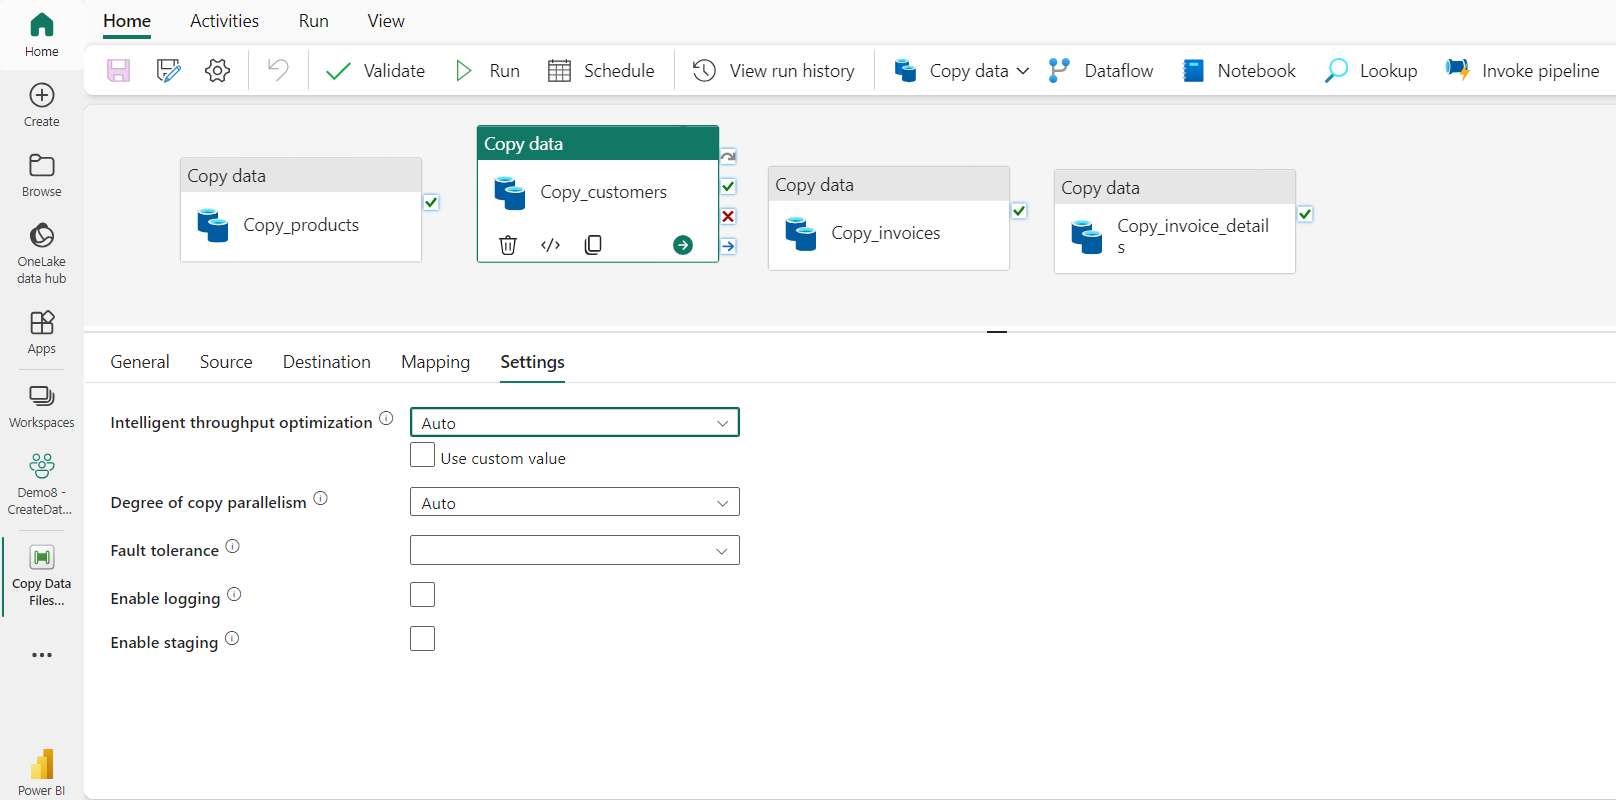 Home
Activities
Run
View
Validate
Run
Schedule
View run history
Copy data
Dataflow
Notebook
Lookup
Invoke pipeline
Home
Create
Browse
OneLake
data hub
Apps
Workspaces
Demo8 -
CreateDat...
Copy Data
Files...
Power BI
Copy data
Copy_products
Copy data
Copy_customers
Copy data
Copy_invoices
Copy data
Copy_invoice_detail
s
General
Source
Destination
Mapping
Settings
Intelligent throughput optimization
Auto
Use custom value
Degree of copy parallelism
Auto
Fault tolerance
Enable logging
Enable staging